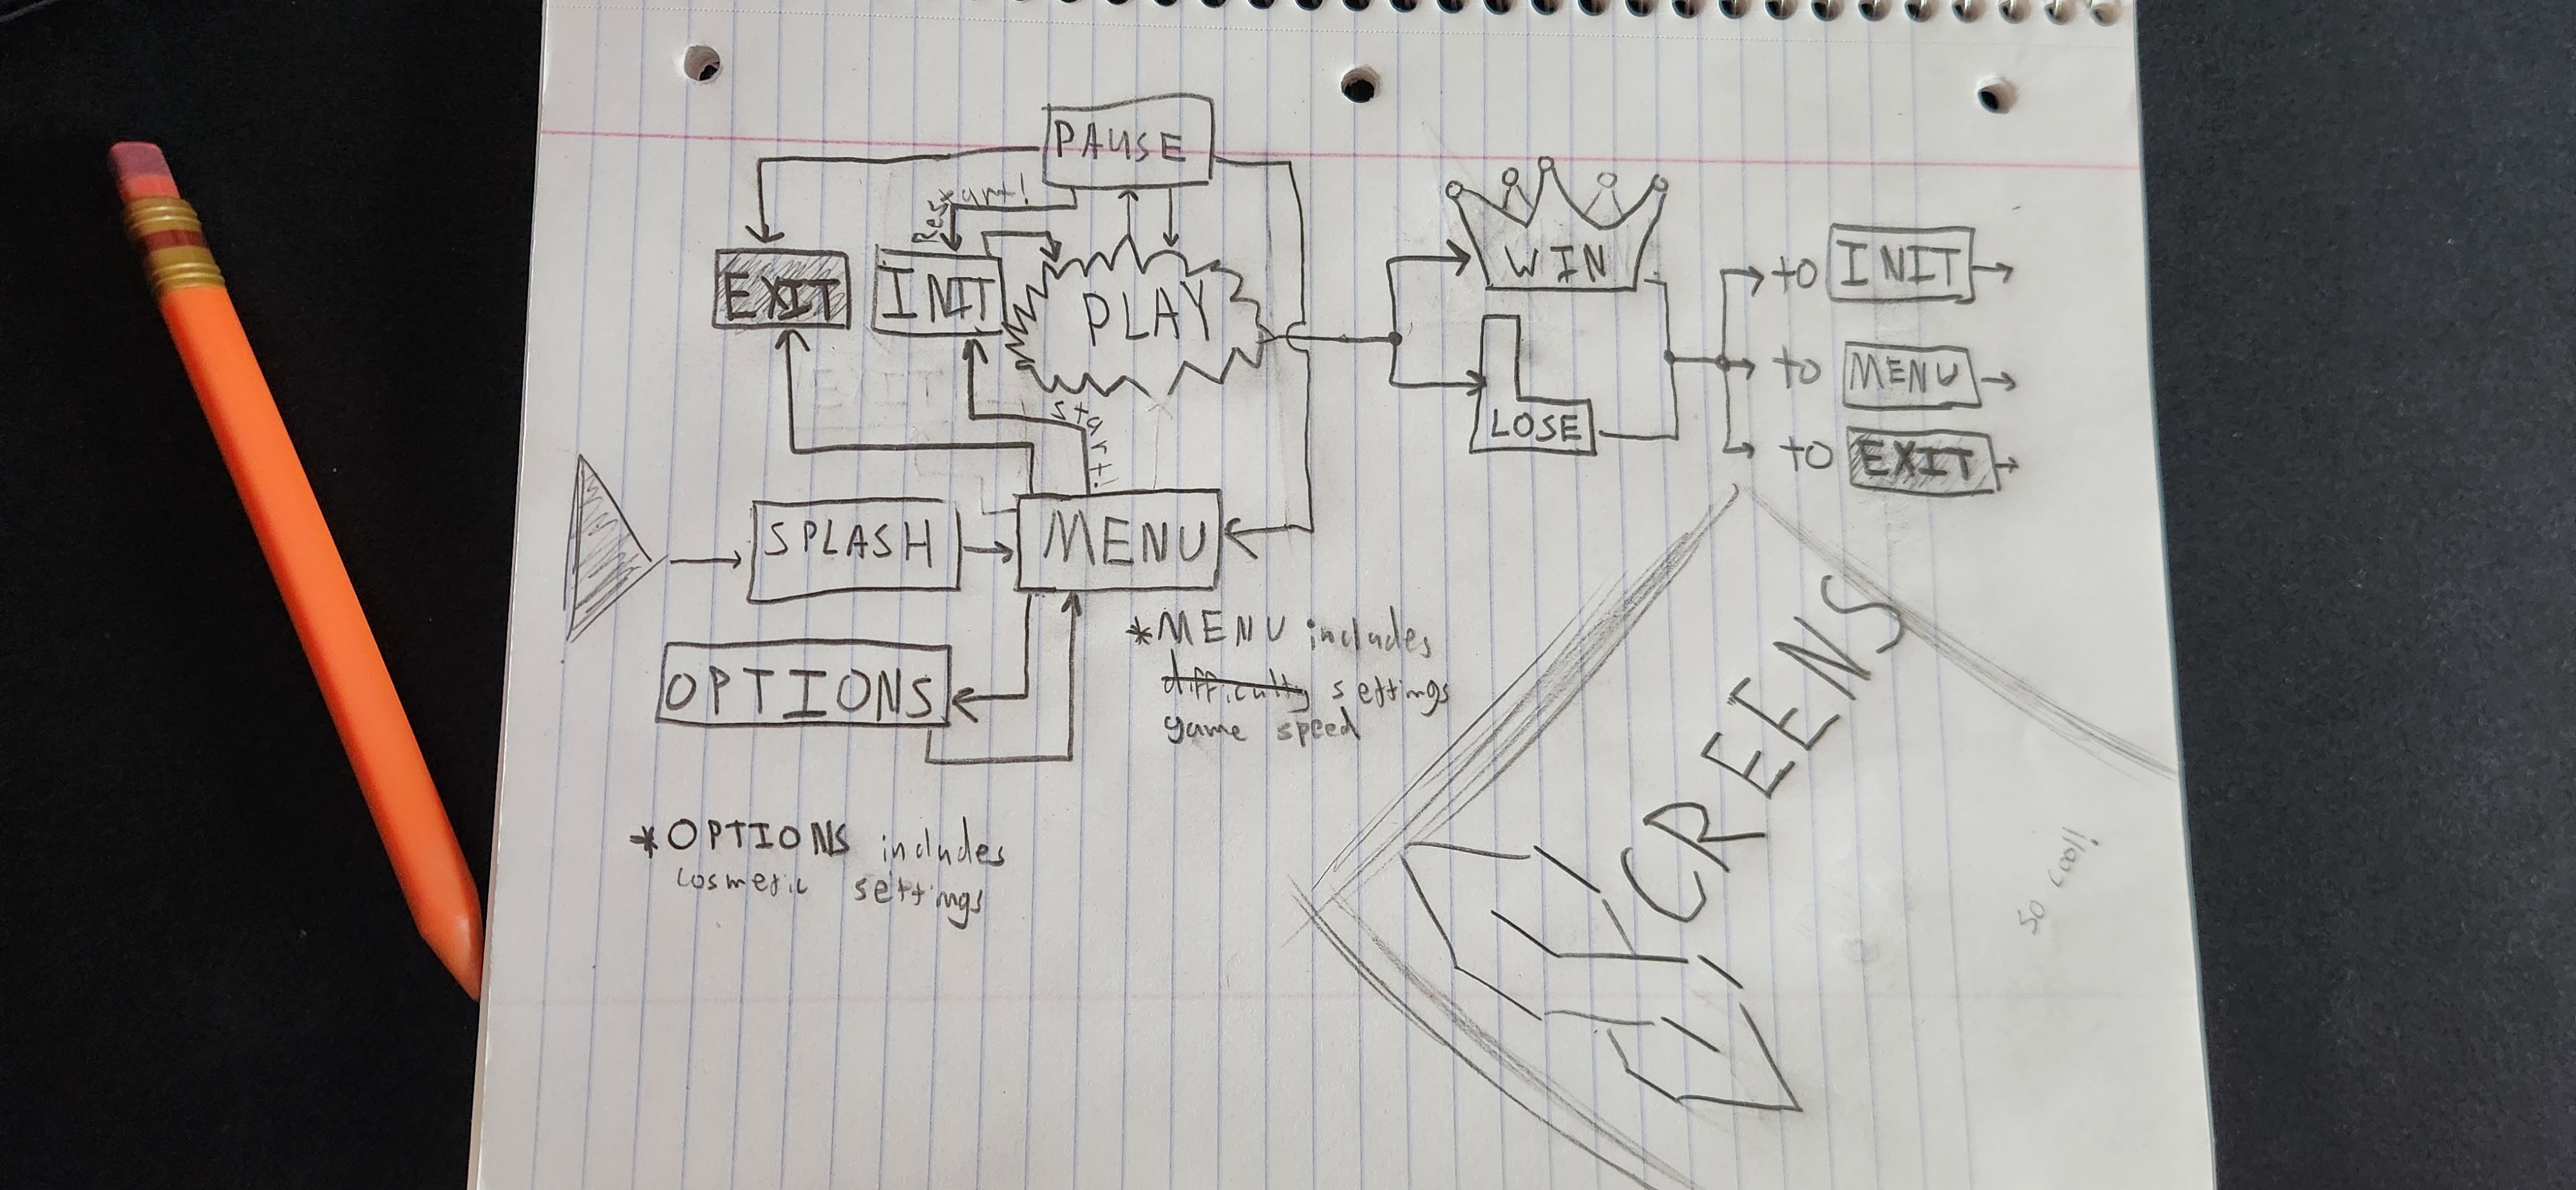 PAUSE
Restart!
EXIT
INIT
PLAY
WIN
LOSE
to INIT
to MENU
to EXIT
EXIT
Start!
SPLASH
MENU
OPTIONS
*MENU includes
difficulty settings
game speed
*OPTIONS includes
cosmetic settings
SCREENS
so cool!